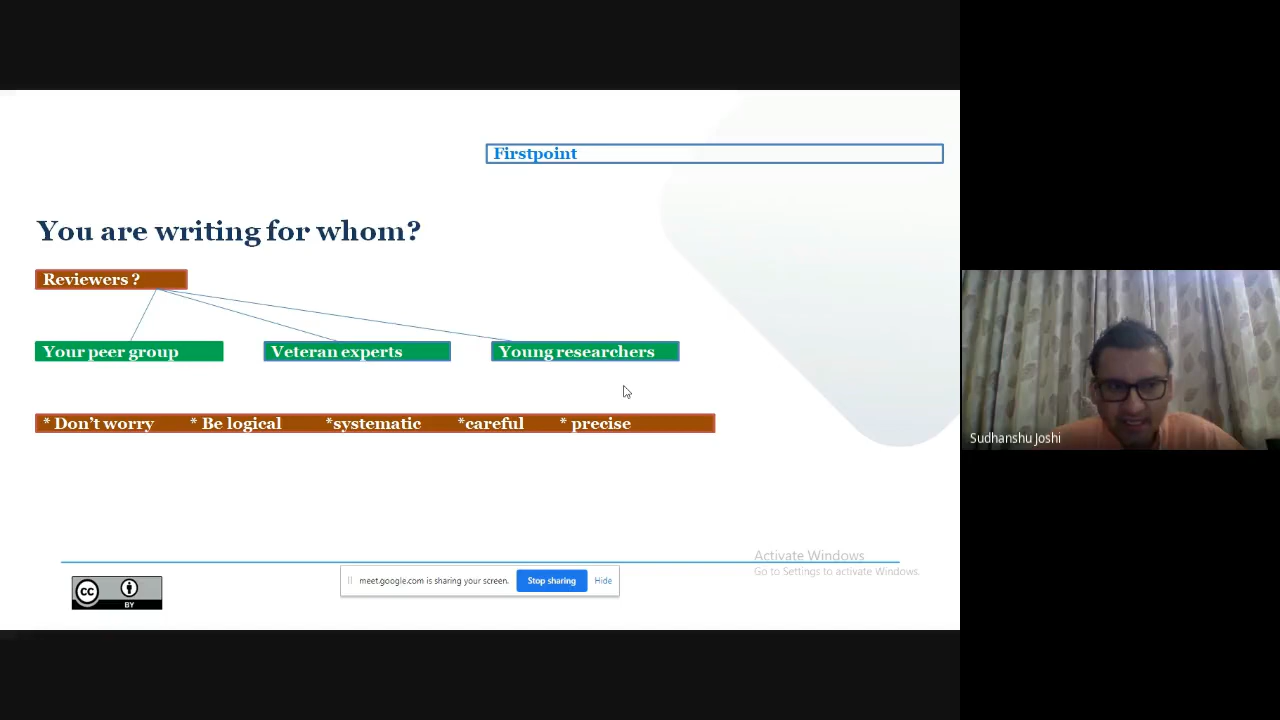 Firstpoint
You are writing for whom?
Reviewers ?
Your peer group
Veteran experts
Young researchers
* Don't worry * Be logical *systematic *careful * precise
Sudhanshu Joshi
Activate Windows
Go to Settings to activate Windows.
meet.google.com is sharing your screen. Stop sharing Hide
cc
BY